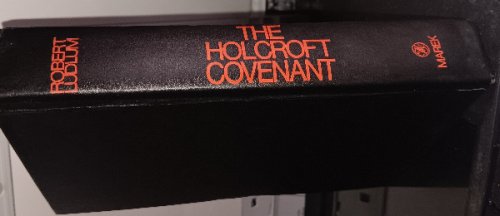 ROBERT
LUDLUM
THE
HOLCROFT
COVENANT
MAREK